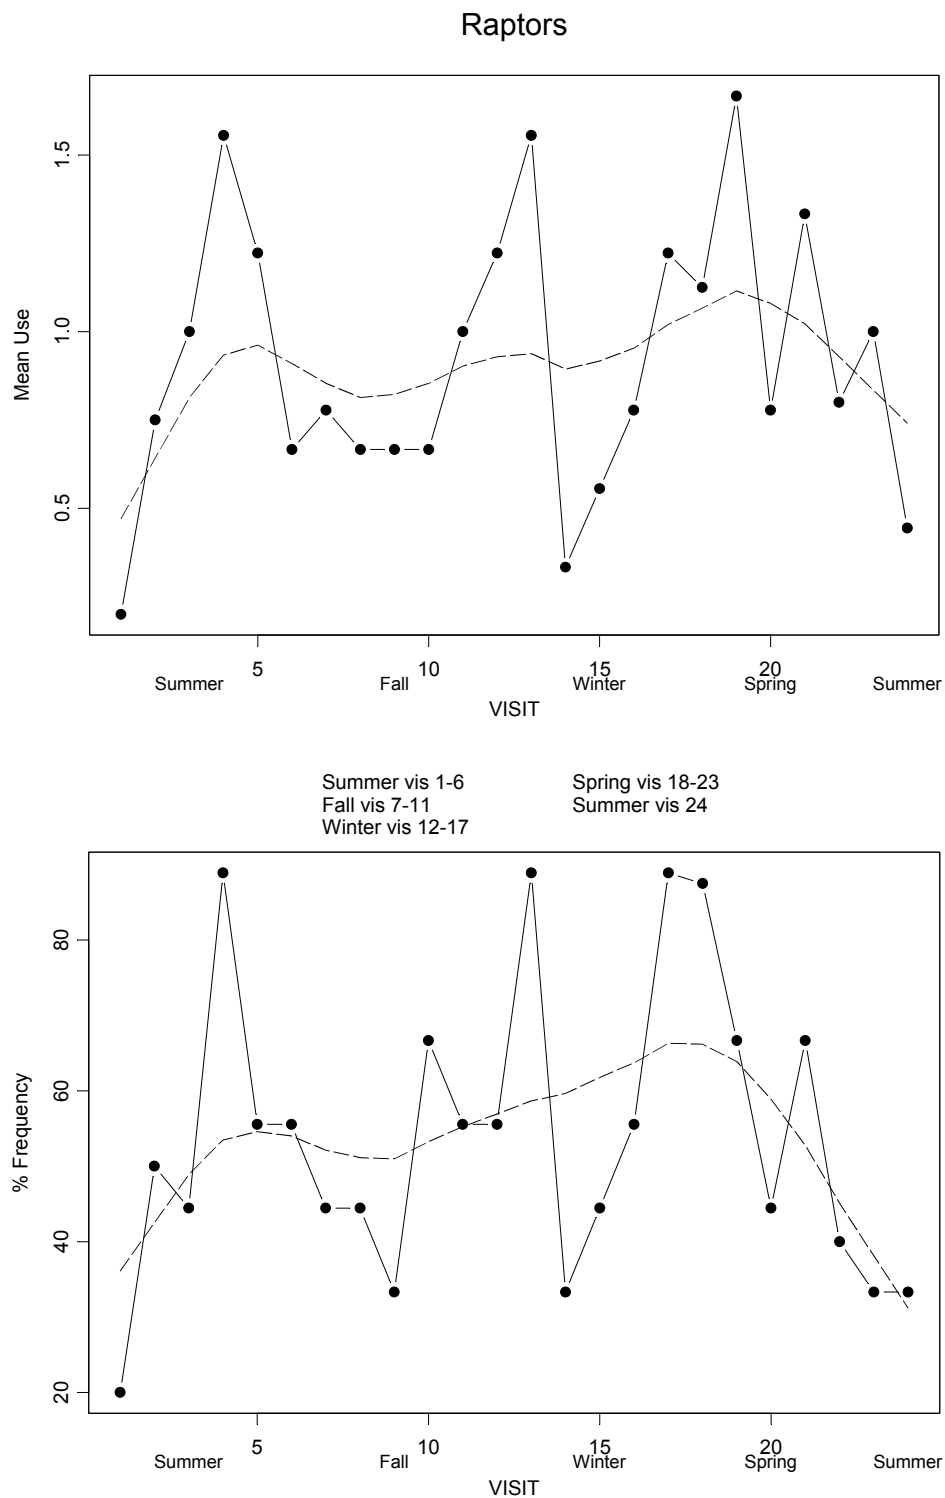 Raptors
Mean Use
1.5
1.0
0.5
5 10 15 20
Summer Fall Winter Spring Summer
VISIT
Summer vis 1-6 Spring vis 18-23
Fall vis 7-11 Summer vis 24
Winter vis 12-17
% Frequency
80
60
40
20
5 10 15 20
Summer Fall Winter Spring Summer
VISIT